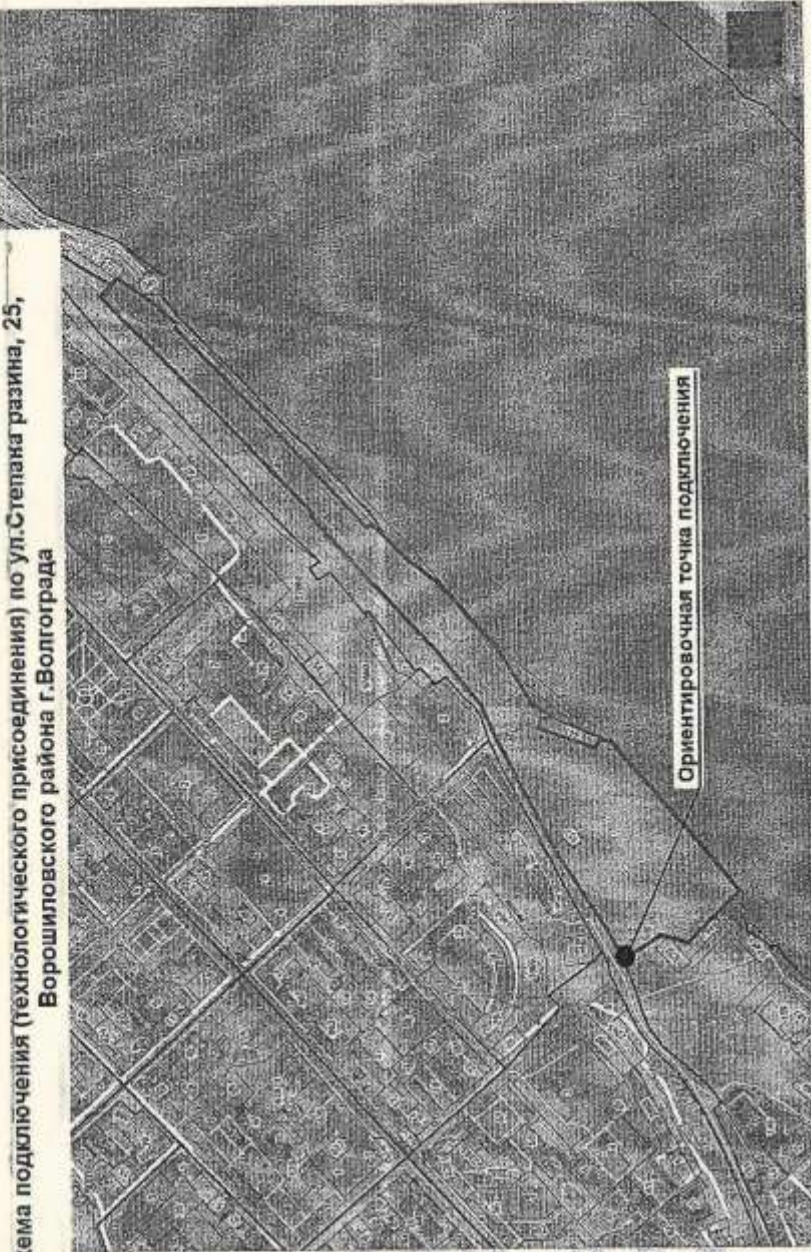 хема подключения (технологического присоединения) по ул.Степана разина, 25,
Ворошиловского района г.Волгограда
Ориентировочная точка подключения